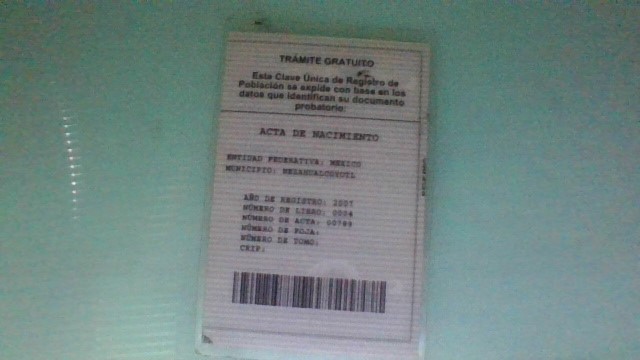 TRÁMITE GRATUITO
Esta Clave Única de Registro de
Población se expide con base en los
datos que identifican su documento
probatorio:
ACTA DE NACIMIENTO
ENTIDAD FEDERATIVA: MEXICO
MUNICIPIO: NEZAHUALCOYOTL
AÑO DE REGISTRO: 2007
NÚMERO DE LIBRO: 0004
NÚMERO DE ACTA: 00789
NÚMERO DE FOJA:
NÚMERO DE TOMO:
CRIP: